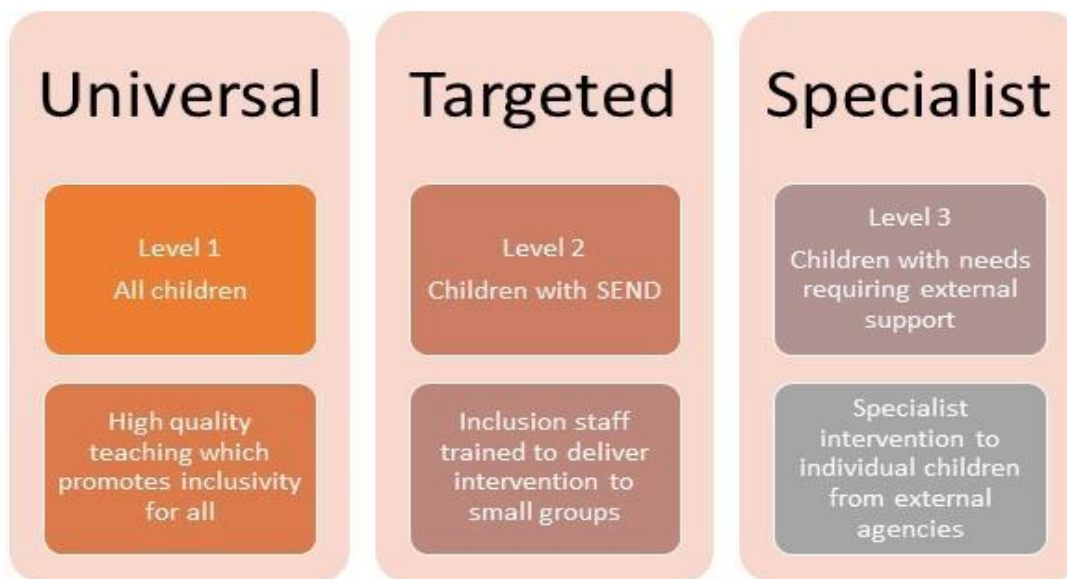 Universal
Level 1
All children
High quality
teaching which
promotes inclusivity
for all
Targeted
Level 2
Children with SEND
Inclusion staff
trained to deliver
intervention to
small groups
Specialist
Level 3
Children with needs
requiring external
support
Specialist
intervention to
individual children
from external
agencies